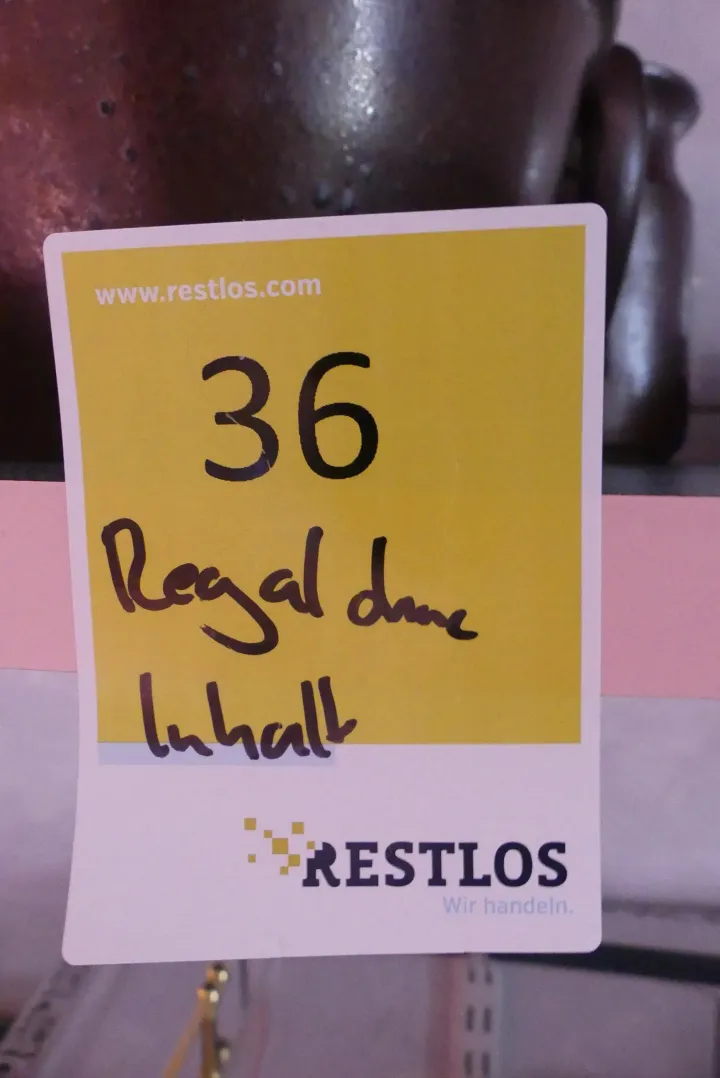 www.restlos.com
36
Regal ohne
Inhalt
RESTLOS
Wir handeln.